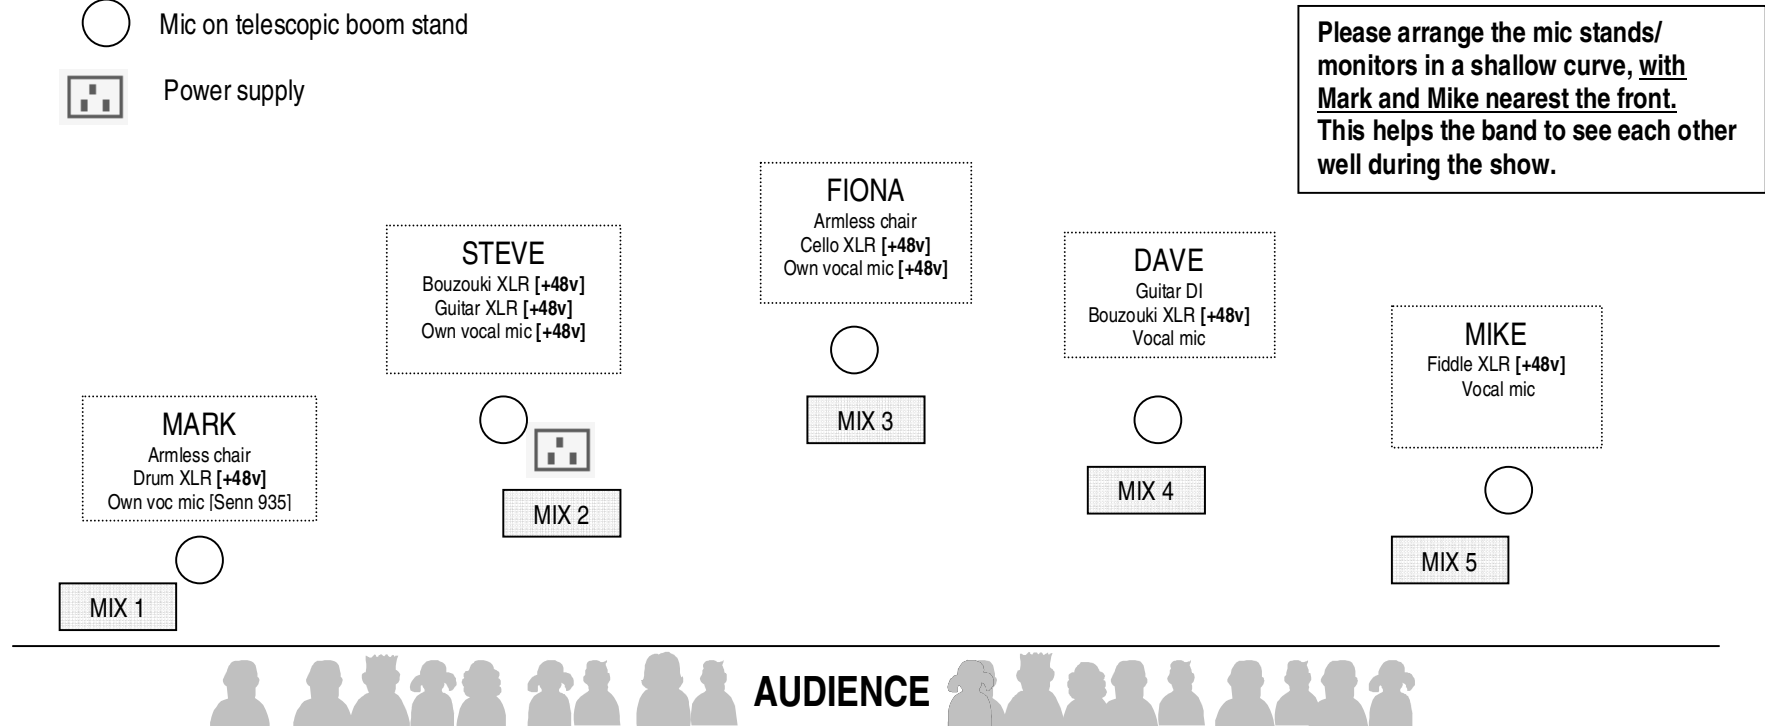 Mic on telescopic boom stand
Power supply
Please arrange the mic stands/
monitors in a shallow curve, with
Mark and Mike nearest the front.
This helps the band to see each other
well during the show.
FIONA
Armless chair
Cello XLR [+48v]
Own vocal mic [+48v]
STEVE
Bouzouki XLR [+48v]
Guitar XLR [+48v]
Own vocal mic [+48v]
DAVE
Guitar DI
Bouzouki XLR [+48v]
Vocal mic
MIKE
Fiddle XLR [+48v]
Vocal mic
MARK
Armless chair
Drum XLR [+48v]
Own voc mic [Senn 935]
MIX 1
MIX 2
MIX 3
MIX 4
MIX 5
AUDIENCE